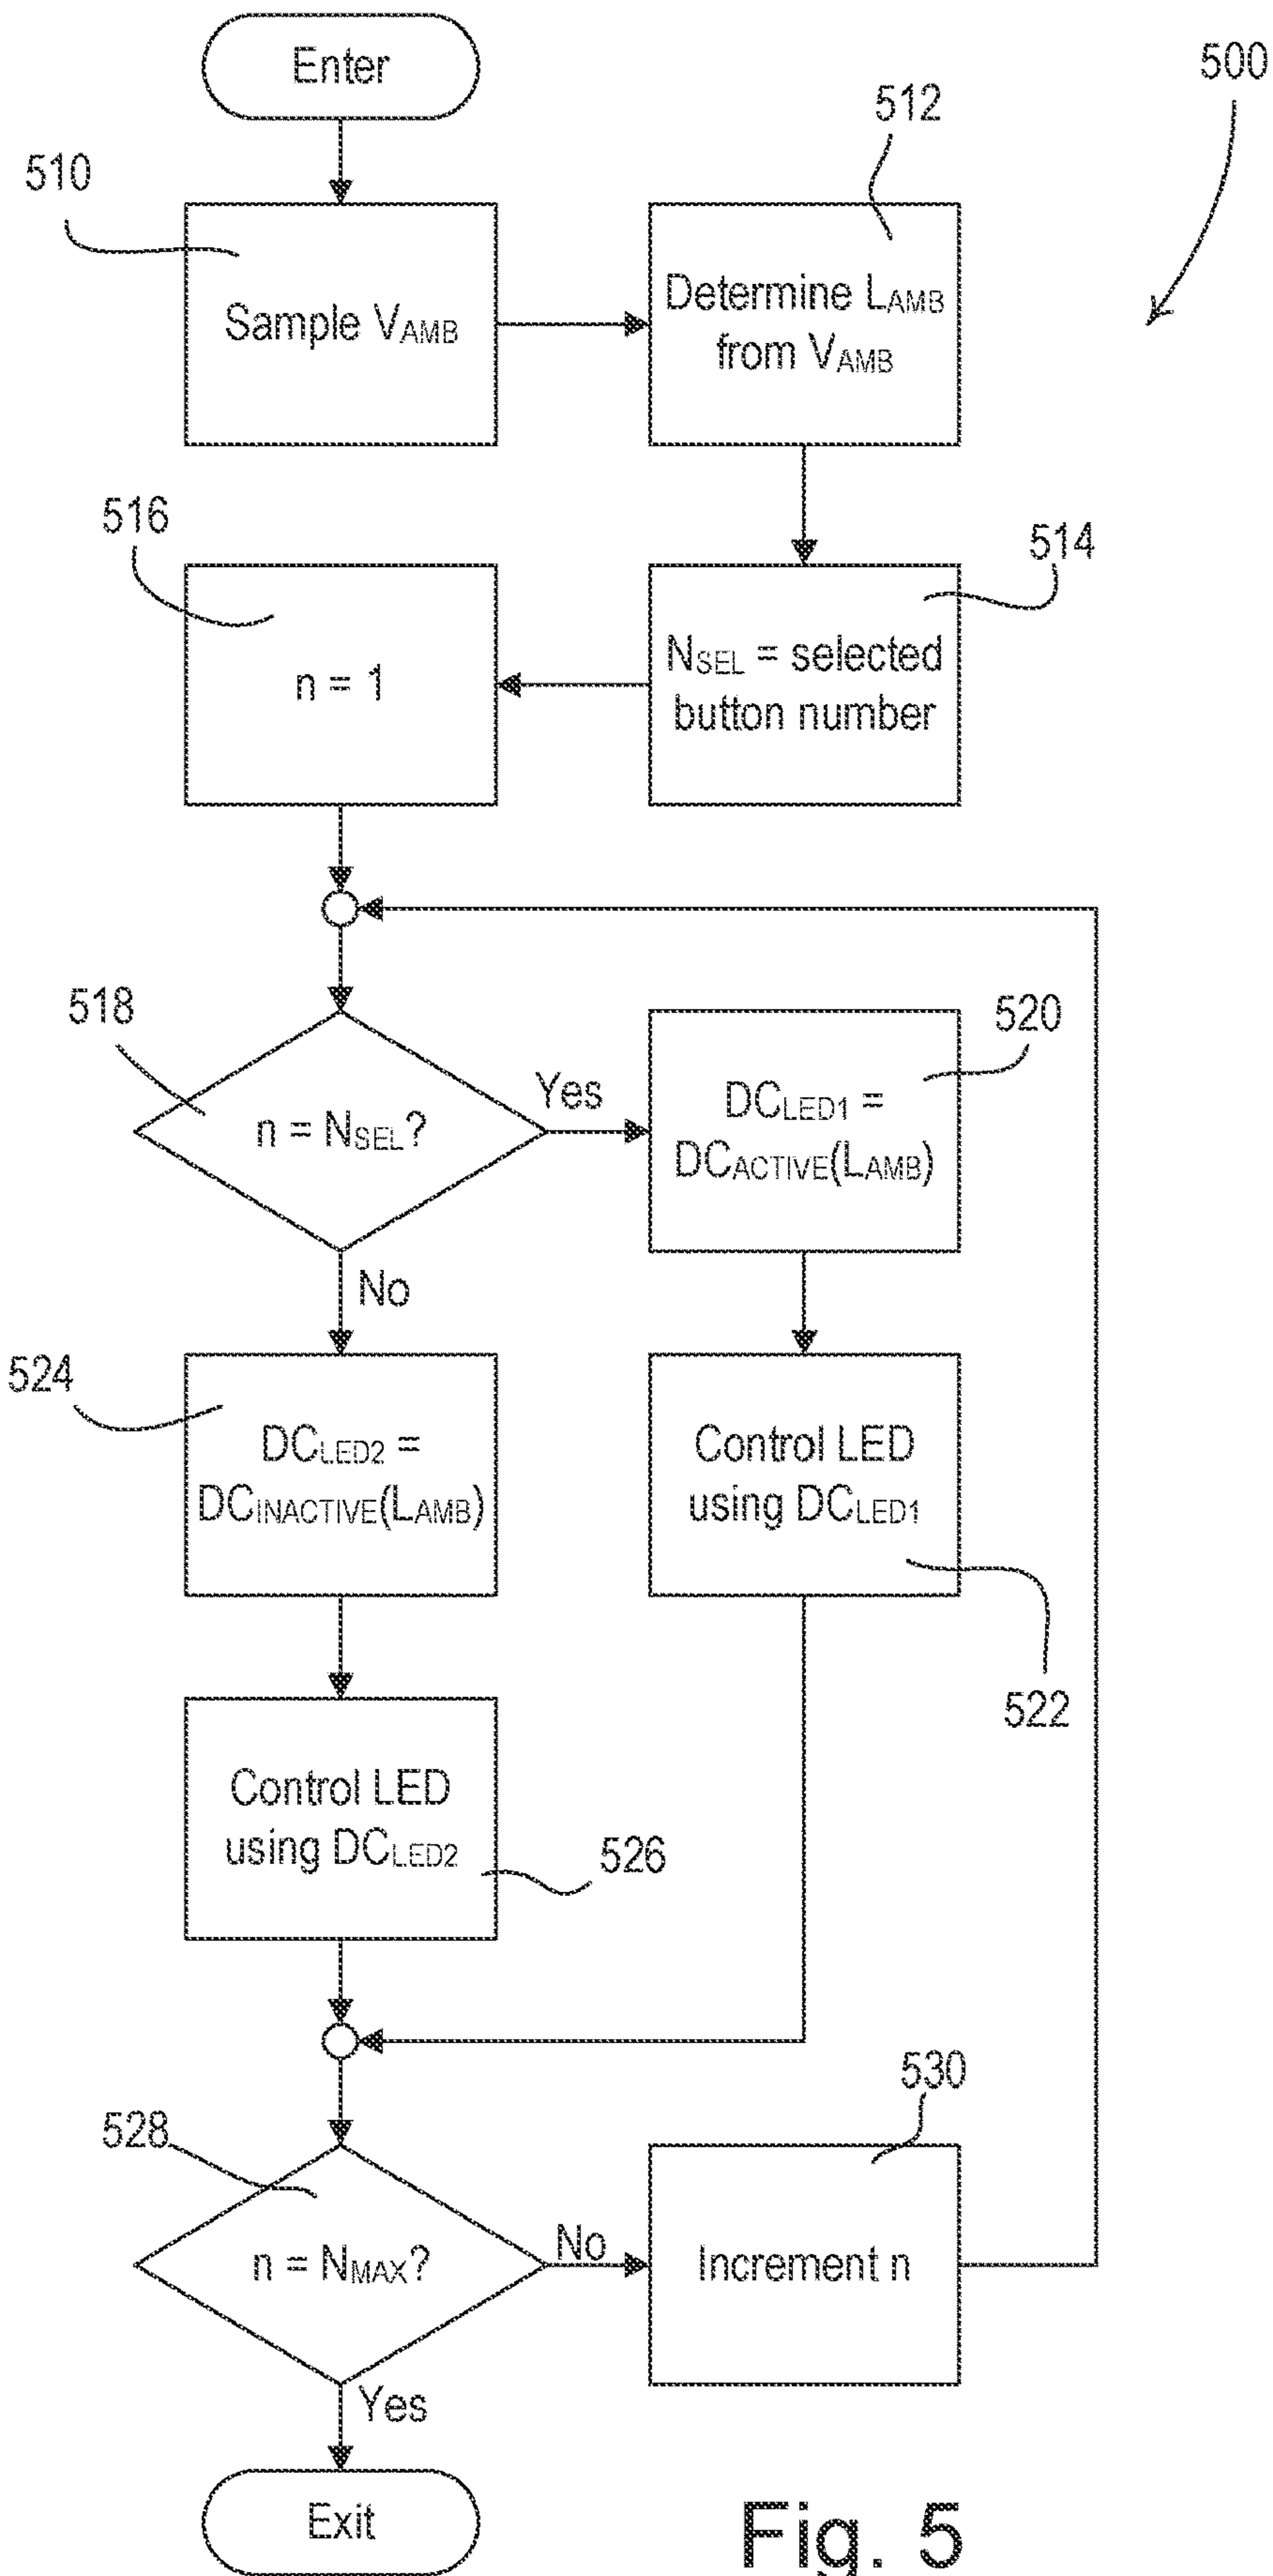 Enter
500
512
510
Sample VAMB
Determine LAMB
from VAMB
516
514
n = 1
NSEL = selected
button number
518
520
n = NSEL?
Yes
DCLED1 =
DCACTIVE(LAMB)
No
524
DCLED2 =
DCINACTIVE(LAMB)
Control LED
using DCLED1
522
Control LED
using DCLED2
526
530
528
n = NMAX?
No
Increment n
Yes
Exit
Fig. 5